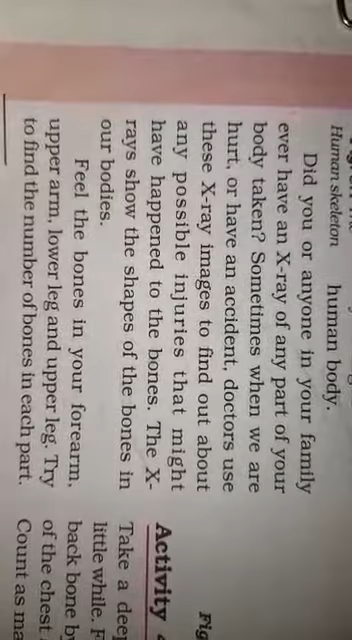 Human skeleton
human body.
Did you or anyone in your family
ever have an X-ray of any part of your
body taken? Sometimes when we are
hurt, or have an accident, doctors use
these X-ray images to find out about
any possible injuries that might
have happened to the bones. The X-
rays show the shapes of the bones in
our bodies.
Feel the bones in your forearm,
upper arm, lower leg and upper leg. Try
to find the number of bones in each part.
Fig
Activity
Take a deep
little while. F
back bone by
of the chest
Count as ma